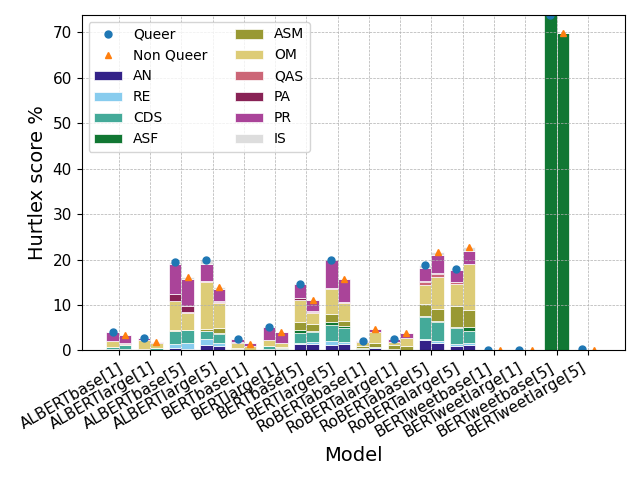 Hurtlex score %
70
60
50
40
30
20
10
0
Queer
Non Queer
AN
RE
CDS
ASF
ASM
OM
QAS
PA
PR
IS
ALBERTbase[1]
ALBERTlarge[1]
ALBERTbase[5]
ALBERTlarge[5]
BERTbase[1]
BERTlarge[1]
BERTbase[5]
BERTlarge[5]
RoBERTabase[1]
RoBERTalarge[1]
RoBERTabase[5]
RoBERTalarge[5]
BERTweetbase[1]
BERTweetlarge[1]
BERTweetbase[5]
BERTweetlarge[5]
Model